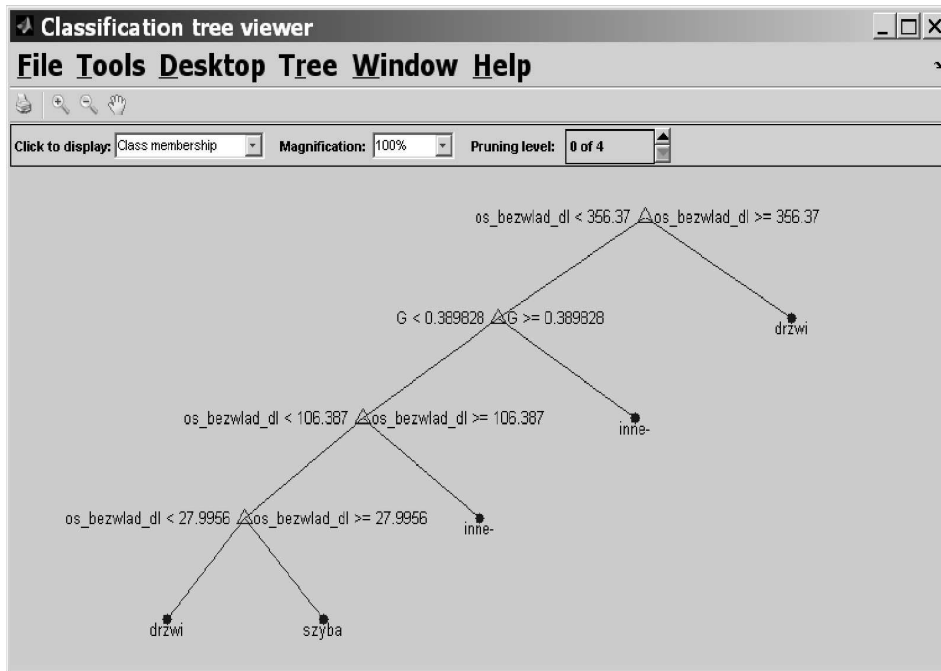 Classification tree viewer
File Tools Desktop Tree Window Help
Click to display: Class membership Magnification: 100% Pruning level: 0 of 4
os_bezwlad_dl < 356.37 os_bezwlad_dl >= 356.37
G < 0.389828 G >= 0.389828
drzwi
os_bezwlad_dl < 106.387 os_bezwlad_dl >= 106.387
inne-
os_bezwlad_dl < 27.9956 os_bezwlad_dl >= 27.9956
inne-
drzwi szyba